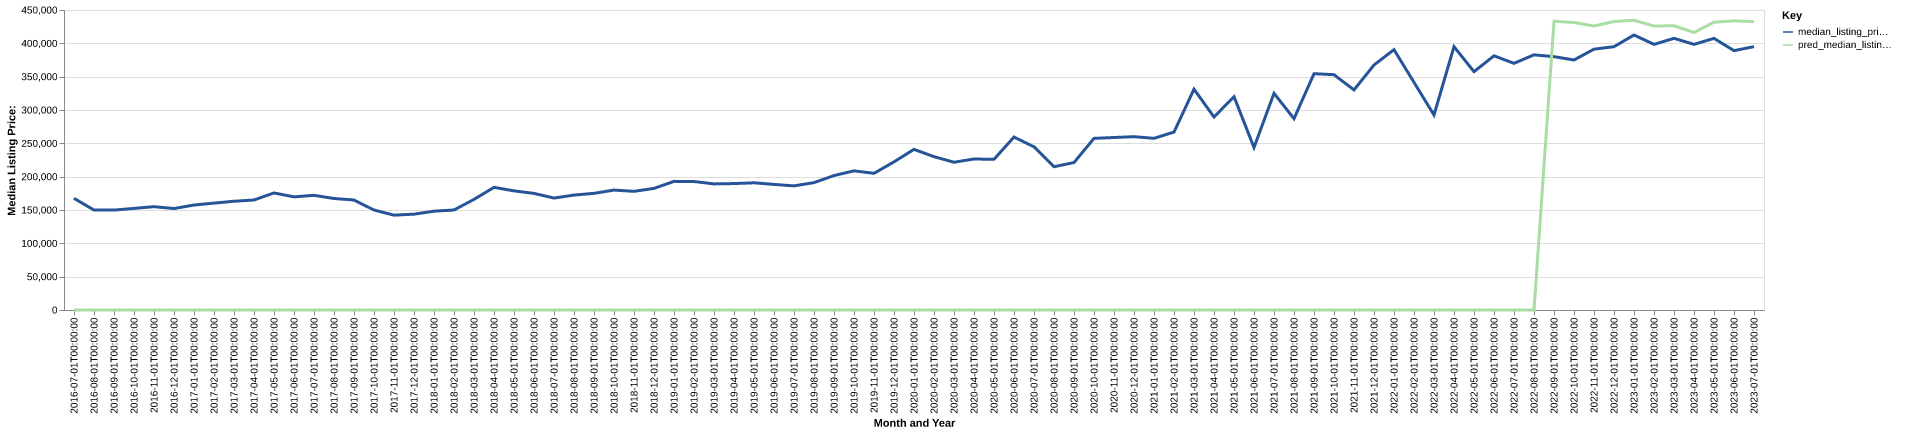 450,000
400,000
350,000
300,000
250,000
200,000
150,000
100,000
50,000
0
Median Listing Price:
2016-07-01T00:00:00
2016-08-01T00:00:00
2016-09-01T00:00:00
2016-10-01T00:00:00
2016-11-01T00:00:00
2016-12-01T00:00:00
2017-01-01T00:00:00
2017-02-01T00:00:00
2017-03-01T00:00:00
2017-04-01T00:00:00
2017-05-01T00:00:00
2017-06-01T00:00:00
2017-07-01T00:00:00
2017-08-01T00:00:00
2017-09-01T00:00:00
2017-10-01T00:00:00
2017-11-01T00:00:00
2017-12-01T00:00:00
2018-01-01T00:00:00
2018-02-01T00:00:00
2018-03-01T00:00:00
2018-04-01T00:00:00
2018-05-01T00:00:00
2018-06-01T00:00:00
2018-07-01T00:00:00
2018-08-01T00:00:00
2018-09-01T00:00:00
2018-10-01T00:00:00
2018-11-01T00:00:00
2018-12-01T00:00:00
2019-01-01T00:00:00
2019-02-01T00:00:00
2019-03-01T00:00:00
2019-04-01T00:00:00
2019-05-01T00:00:00
2019-06-01T00:00:00
2019-07-01T00:00:00
2019-08-01T00:00:00
2019-09-01T00:00:00
2019-10-01T00:00:00
2019-11-01T00:00:00
2019-12-01T00:00:00
2020-01-01T00:00:00
2020-02-01T00:00:00
2020-03-01T00:00:00
2020-04-01T00:00:00
2020-05-01T00:00:00
2020-06-01T00:00:00
2020-07-01T00:00:00
2020-08-01T00:00:00
2020-09-01T00:00:00
2020-10-01T00:00:00
2020-11-01T00:00:00
2020-12-01T00:00:00
2021-01-01T00:00:00
2021-02-01T00:00:00
2021-03-01T00:00:00
2021-04-01T00:00:00
2021-05-01T00:00:00
2021-06-01T00:00:00
2021-07-01T00:00:00
2021-08-01T00:00:00
2021-09-01T00:00:00
2021-10-01T00:00:00
2021-11-01T00:00:00
2021-12-01T00:00:00
2022-01-01T00:00:00
2022-02-01T00:00:00
2022-03-01T00:00:00
2022-04-01T00:00:00
2022-05-01T00:00:00
2022-06-01T00:00:00
2022-07-01T00:00:00
2022-08-01T00:00:00
2022-09-01T00:00:00
2022-10-01T00:00:00
2022-11-01T00:00:00
2022-12-01T00:00:00
2023-01-01T00:00:00
2023-02-01T00:00:00
2023-03-01T00:00:00
2023-04-01T00:00:00
2023-05-01T00:00:00
2023-06-01T00:00:00
2023-07-01T00:00:00
Month and Year
Key
median_listing_pri…
pred_median_listin…